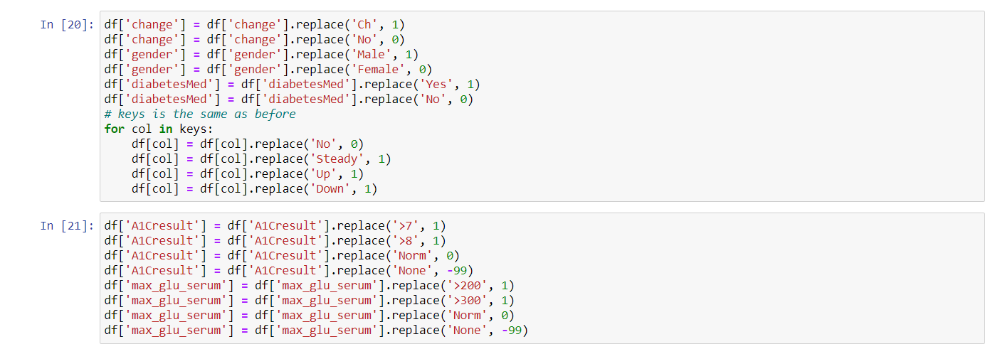 In [20]: df['change'] = df['change'].replace('Ch', 1)
df['change'] = df['change'].replace('No', 0)
df['gender'] = df['gender'].replace('Male', 1)
df['gender'] = df['gender'].replace('Female', 0)
df['diabetesMed'] = df['diabetesMed'].replace('Yes', 1)
df['diabetesMed'] = df['diabetesMed'].replace('No', 0)
# keys is the same as before
for col in keys:
    df[col] = df[col].replace('No', 0)
    df[col] = df[col].replace('Steady', 1)
    df[col] = df[col].replace('Up', 1)
    df[col] = df[col].replace('Down', 1)
In [21]: df['A1Cresult'] = df['A1Cresult'].replace('>7', 1)
df['A1Cresult'] = df['A1Cresult'].replace('>8', 1)
df['A1Cresult'] = df['A1Cresult'].replace('Norm', 0)
df['A1Cresult'] = df['A1Cresult'].replace('None', -99)
df['max_glu_serum'] = df['max_glu_serum'].replace('>200', 1)
df['max_glu_serum'] = df['max_glu_serum'].replace('>300', 1)
df['max_glu_serum'] = df['max_glu_serum'].replace('Norm', 0)
df['max_glu_serum'] = df['max_glu_serum'].replace('None', -99)